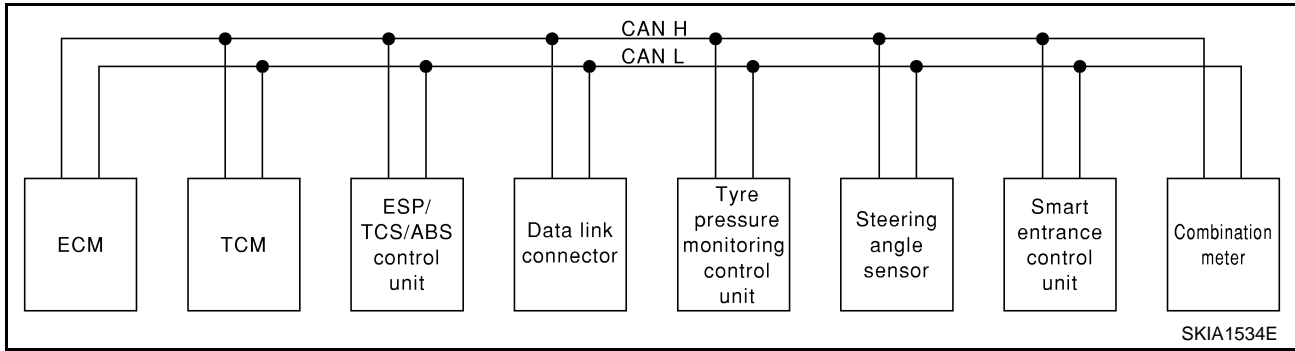 CAN H
CAN L
ECM
TCM
ESP/
TCS/ABS
control
unit
Data link
connector
Tyre
pressure
monitoring
control
unit
Steering
angle
sensor
Smart
entrance
control
unit
Combination
meter
SKIA1534E